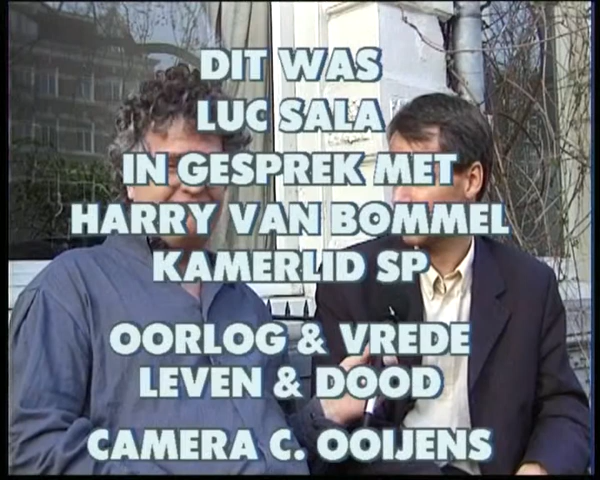 DIT WAS
LUC SALA
IN GESPREK MET
HARRY VAN BOMMEL
KAMERLID SP
OORLOG & VREDE
LEVEN & DOOD
CAMERA C. OOIJENS